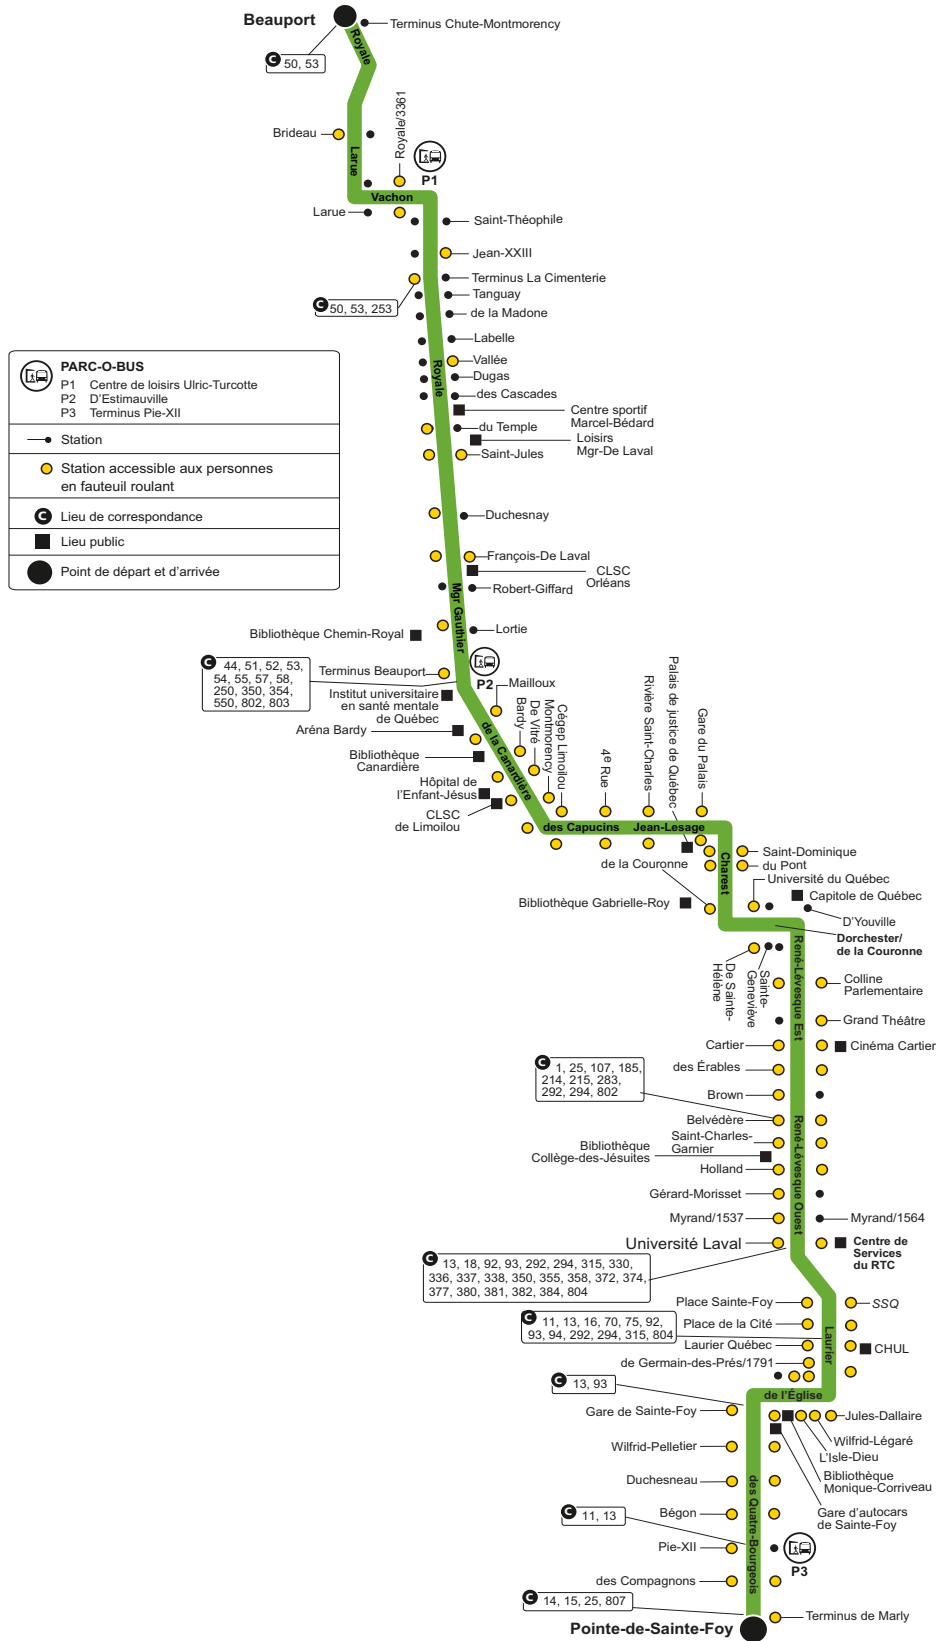 Beauport
Terminus Chute-Montmorency
Royale
C 50, 53
Brideau
Royale/3361
P1
Larue
Vachon
Larue
Saint-Théophile
Jean-XXIII
Terminus La Cimenterie
C 50, 53, 253
Tanguay
de la Madone
Labelle
Vallée
Royale
Dugas
des Cascades
Centre sportif
Marcel-Bédard
du Temple
Loisirs
Mgr-De Laval
Saint-Jules
PARC-O-BUS
P1 Centre de loisirs Ulric-Turcotte
P2 D'Estimauville
P3 Terminus Pie-XII
Station
Station accessible aux personnes
en fauteuil roulant
C Lieu de correspondance
Lieu public
Point de départ et d'arrivée
Duchesnay
François-De Laval
CLSC
Orléans
Robert-Giffard
Mgr Gauthier
Lortie
Bibliothèque Chemin-Royal
C 44, 51, 52, 53,
54, 55, 57, 58,
250, 350, 354,
550, 802, 803
Terminus Beauport
P2
Mailloux
Institut universitaire
en santé mentale
de Québec
Aréna Bardy
Bibliothèque
Canardière
de la Canardière
Hôpital de
l'Enfant-Jésus
CLSC
de Limoilou
Bardy
De Vitré
Montmorency
Cégep Limoilou
4e Rue
Rivière Saint-Charles
Palais de justice de Québec
Gare du Palais
des Capucins
Jean-Lesage
Charest
Saint-Dominique
du Pont
de la Couronne
Université du Québec
Bibliothèque Gabrielle-Roy
Capitole de Québec
D'Youville
Dorchester/
de la Couronne
De Sainte-
Hélène
Sainte-
Geneviève
René-Lévesque Est
Colline
Parlementaire
Grand Théâtre
Cartier
Cinéma Cartier
C 1, 25, 107, 185,
214, 215, 283,
292, 294, 802
des Érables
Brown
Belvédère
Saint-Charles-
Garnier
Bibliothèque
Collège-des-Jésuites
Holland
René-Lévesque Ouest
Gérard-Morisset
Myrand/1537
Myrand/1564
Université Laval
Centre de
Services
du RTC
C 13, 18, 92, 93, 292, 294, 315, 330,
336, 337, 338, 350, 355, 358, 372, 374,
377, 380, 381, 382, 384, 804
Place Sainte-Foy
SSQ
C 11, 13, 16, 70, 75, 92,
93, 94, 292, 294, 315, 804
Place de la Cité
Laurier
Laurier Québec
CHUL
de Germain-des-Prés/1791
C 13, 93
de l'Église
Gare de Sainte-Foy
Jules-Dallaire
Wilfrid-Légaré
L'Isle-Dieu
Wilfrid-Pelletier
Bibliothèque
Monique-Corriveau
Duchesneau
Gare d'autocars
de Sainte-Foy
des Quatre-Bourgeois
Bégon
C 11, 13
Pie-XII
P3
des Compagnons
C 14, 15, 25, 807
Terminus de Marly
Pointe-de-Sainte-Foy